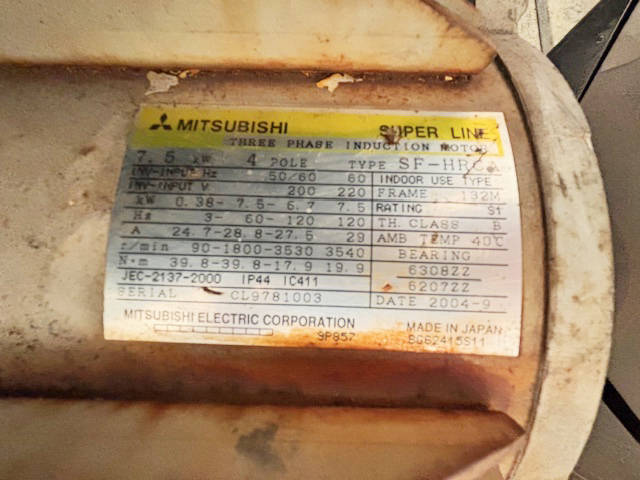 MITSUBISHI SUPER LINE
THREE PHASE INDUCTION MOTOR
7.5 kW 4 POLE TYPE SF-HRCA
INV-INPUT Hz 50/60 60 INDOOR USE TYPE
INV-INPUT V 200 220 FRAME 132M
kW 0.38- 7.5- 6.7 7.5 RATING S1
Hz 3- 60- 120 120 TH. CLASS B
A 24.7-28.8-27.5 29 AMB TEMP 40℃
r/min 90-1800-3530 3540 BEARING
N·m 39.8-39.8-17.9 19.9 6308ZZ
JEC-2137-2000 IP44 IC411 6207ZZ
SERIAL CL9781003 DATE 2004-9
MITSUBISHI ELECTRIC CORPORATION MADE IN JAPAN
9P857 BG62415S11